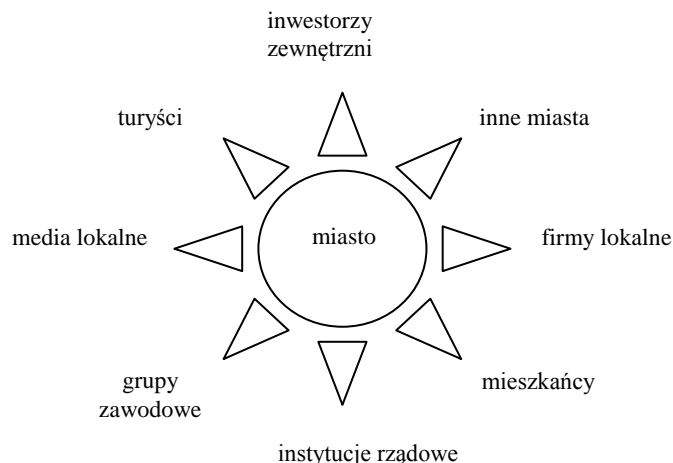 inwestorzy
zewnętrzni
turyści
inne miasta
media lokalne
miasto
firmy lokalne
grupy
zawodowe
mieszkańcy
instytucje rządowe